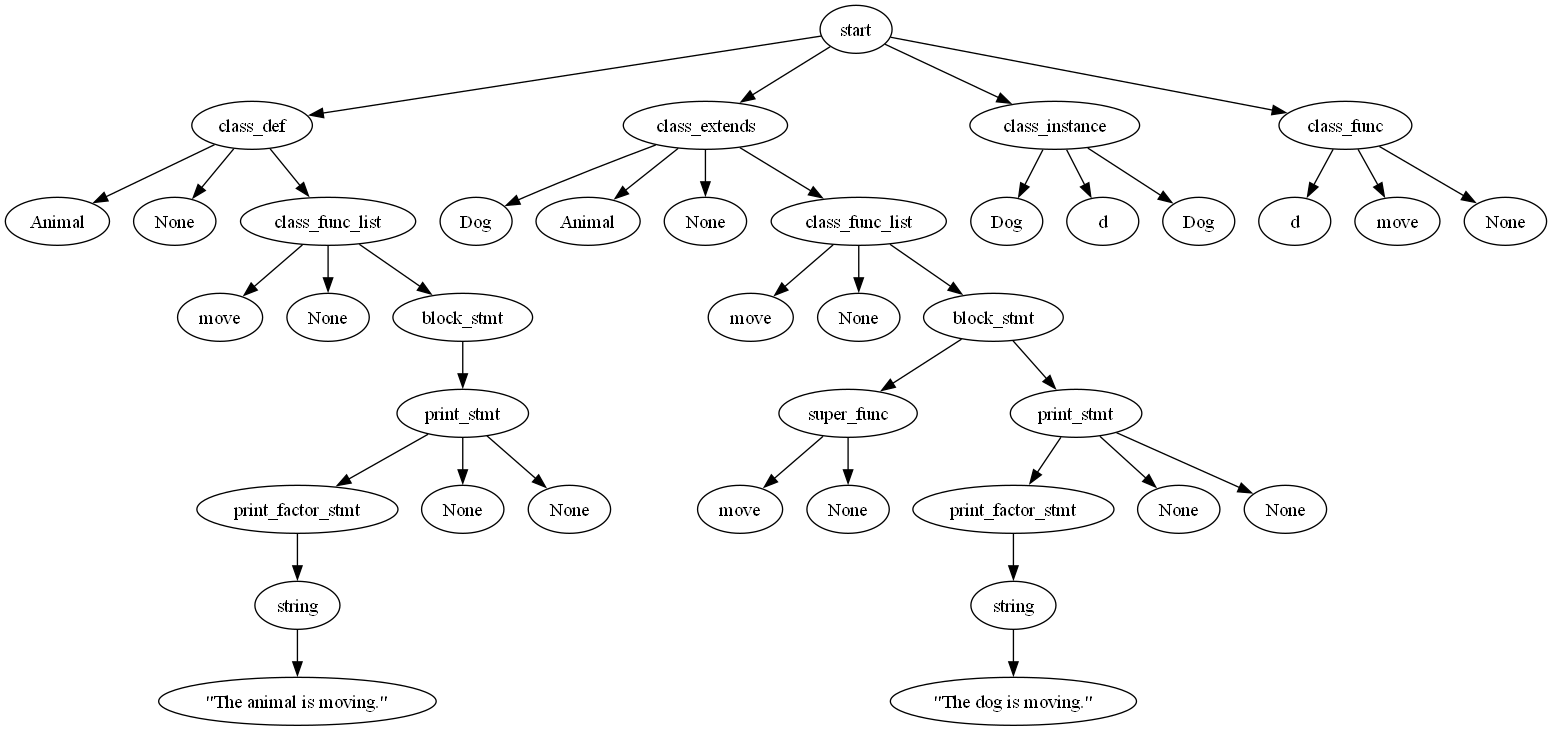 start
class_def
class_extends
class_instance
class_func
Animal
None
class_func_list
Dog
Animal
None
class_func_list
Dog
d
Dog
d
move
None
move
None
block_stmt
move
None
block_stmt
print_stmt
super_func
print_stmt
print_factor_stmt
None
None
move
None
print_factor_stmt
None
None
string
string
"The animal is moving."
"The dog is moving."